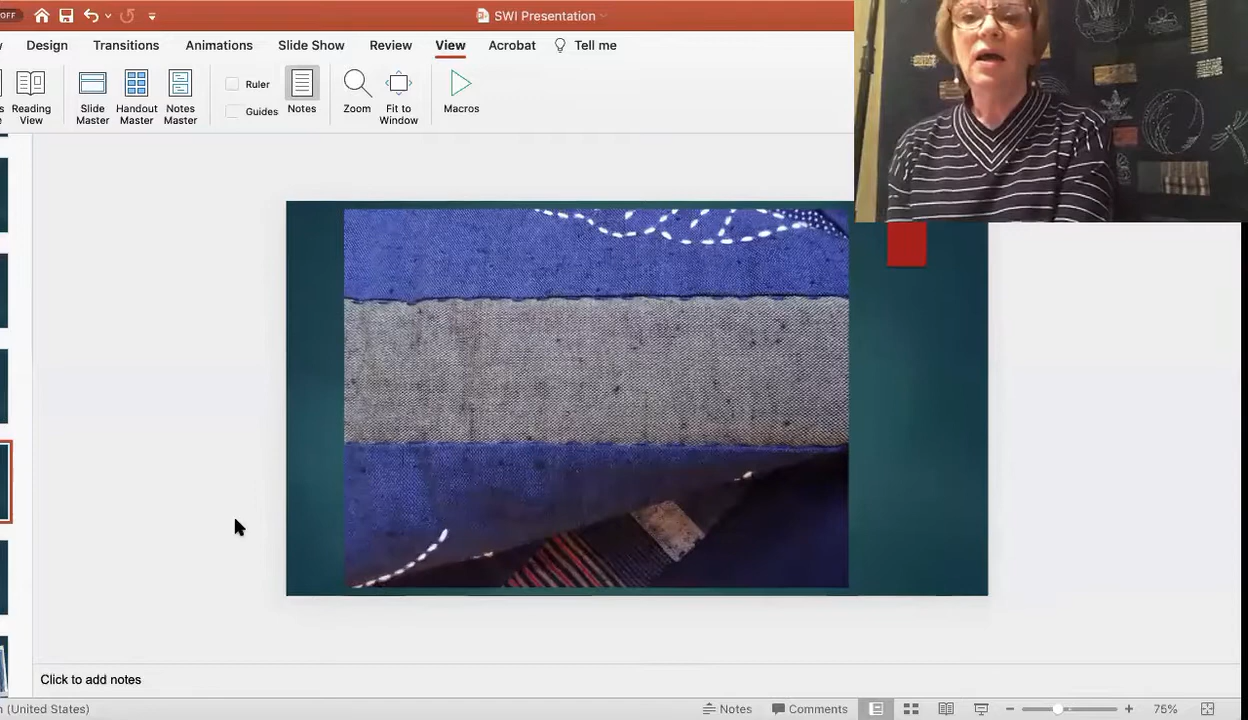 OFF
SWI Presentation
Design Transitions Animations Slide Show Review View Acrobat Tell me
Reading View
Slide Master
Handout Master
Notes Master
Ruler
Guides
Notes
Zoom
Fit to Window
Macros
Click to add notes
(United States)
Notes Comments 75%